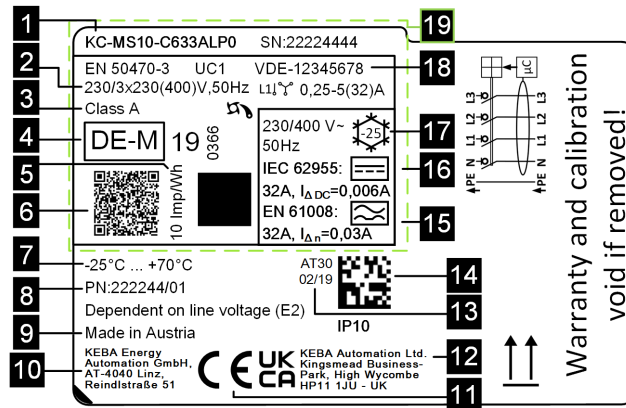 1
19
KC-MS10-C633ALP0 SN:22224444
2
EN 50470-3 UC1 VDE-12345678
18
230/3x230(400)V,50Hz L1 0,25-5(32)A
3
Class A
4
DE-M 19 0366
230/400 V~
50Hz
-25
17
5
10 Imp/Wh
IEC 62955:
16
32A, I∆ DC=0,006A
6
EN 61008:
15
32A, I∆ n=0,03A
7
-25°C ... +70°C
AT30
02/19
14
8
PN:222244/01
13
Dependent on line voltage (E2)
IP10
9
Made in Austria
10
KEBA Energy
Automation GmbH,
AT-4040 Linz,
Reindlstraße 51
CE
UK
CA
KEBA Automation Ltd.
Kingsmead Business-
Park, High Wycombe
HP11 1JU - UK
12
11
µC
L3 L3
L2 L2
L1 L1
N N
PE PE
Warranty and calibration
void if removed!